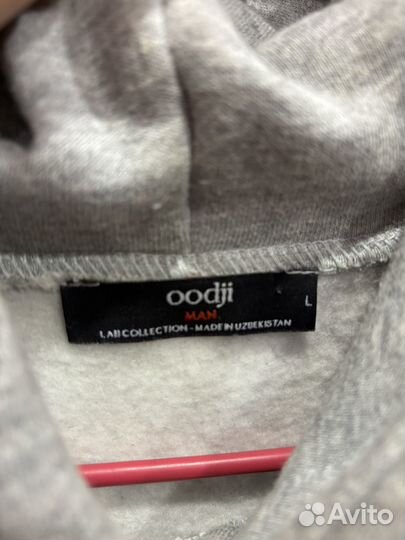 oodji
L
MAN.
LAB COLLECTION - MADE IN UZBEKISTAN
Avito